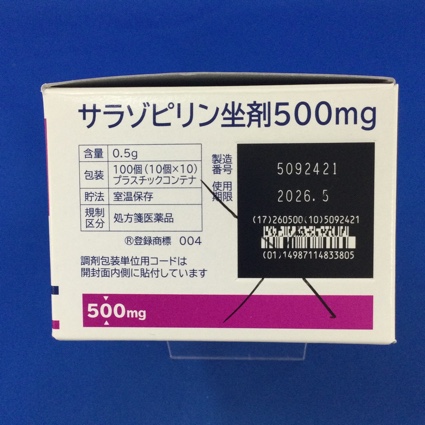 サラゾピリン坐剤500mg
含量 0.5g
包装 100個(10個×10)
プラスチックコンテナ
貯法 室温保存
規制
区分 処方箋医薬品
Ⓡ登録商標 004
調剤包装単位用コードは
開封面内側に貼付しています
製造
番号 5092421
使用
期限 2026.5
(17)260500(10)5092421
(01)14987114833805
500mg